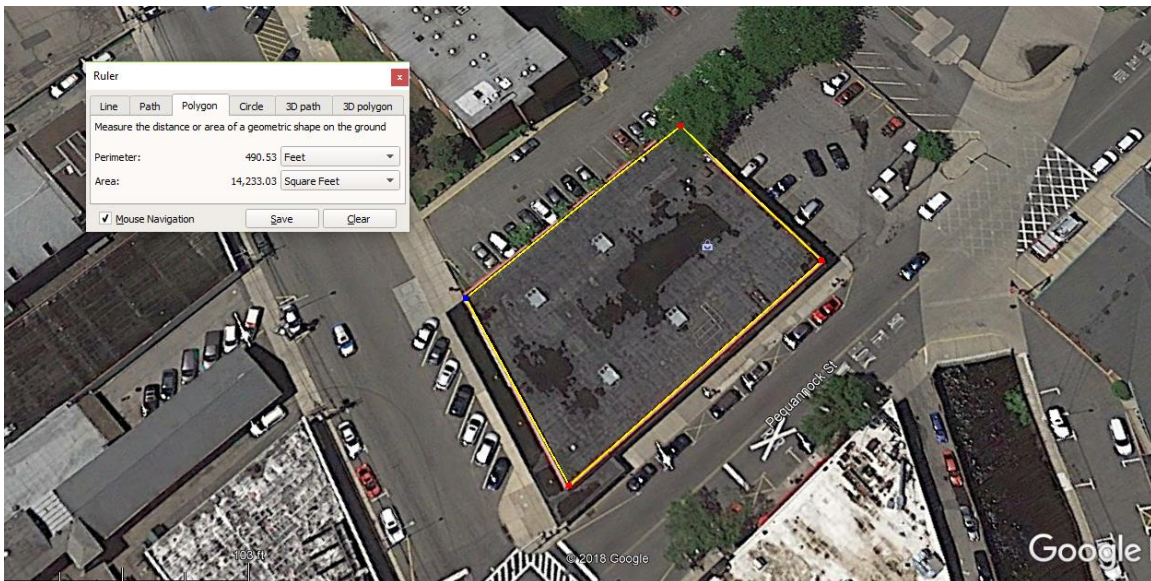 Ruler
x
Line Path Polygon Circle 3D path 3D polygon
Measure the distance or area of a geometric shape on the ground
Perimeter: 490.53 Feet
Area: 14,233.03 Square Feet
Mouse Navigation Save Clear
Pequannock St
103 ft
© 2018 Google
Google